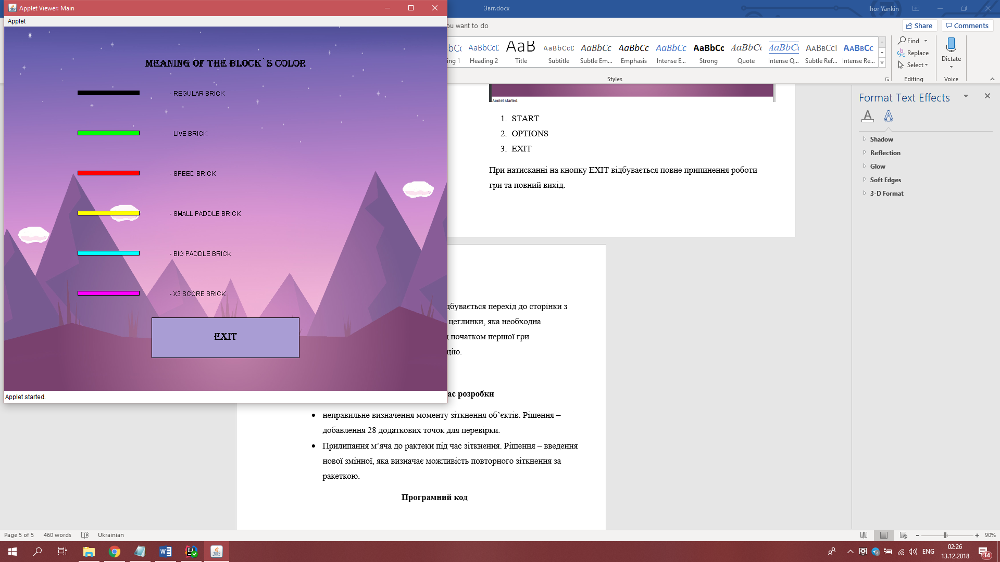 Applet Viewer: Main
Applet
MEANING OF THE BLOCK`S COLOR
- REGULAR BRICK
- LIVE BRICK
- SPEED BRICK
- SMALL PADDLE BRICK
- BIG PADDLE BRICK
- X3 SCORE BRICK
EXIT
Applet started.
Звіт.docx
Ihor Yankin
ou want to do
Share
Comments
AaBbCc AaBbCcD AaB AaBbCcD AaBbCc AaBbCc AaBbCc AaBbCc AaBbCc AaBbCc AaBbCcI AaBbCc
ing 1 Heading 2 Title Subtitle Subtle Em... Emphasis Intense E... Strong Quote Intense Q... Subtle Ref... Intense Re...
Styles
Find
Replace
Select
Editing
Dictate
Voice
Applet started.
1. START
2. OPTIONS
3. EXIT
При натисканні на кнопку EXIT відбувається повне припинення роботи
гри та повний вихід.
дбувається перехід до сторінки з
цеглинки, яка необхідна
д початком першої гри
цію.
ас розробки
• неправильне визначення моменту зіткнення об’єктів. Рішення –
добавлення 28 додаткових точок для перевірки.
• Прилипання м’яча до рактеки під час зіткнення. Рішення – введення
нової змінної, яка визначає можливість повторного зіткнення за
ракеткою.
Програмний код
Format Text Effects
Shadow
Reflection
Glow
Soft Edges
3-D Format
Page 5 of 5 460 words Ukrainian
90%
ENG
02:26
13.12.2018
34